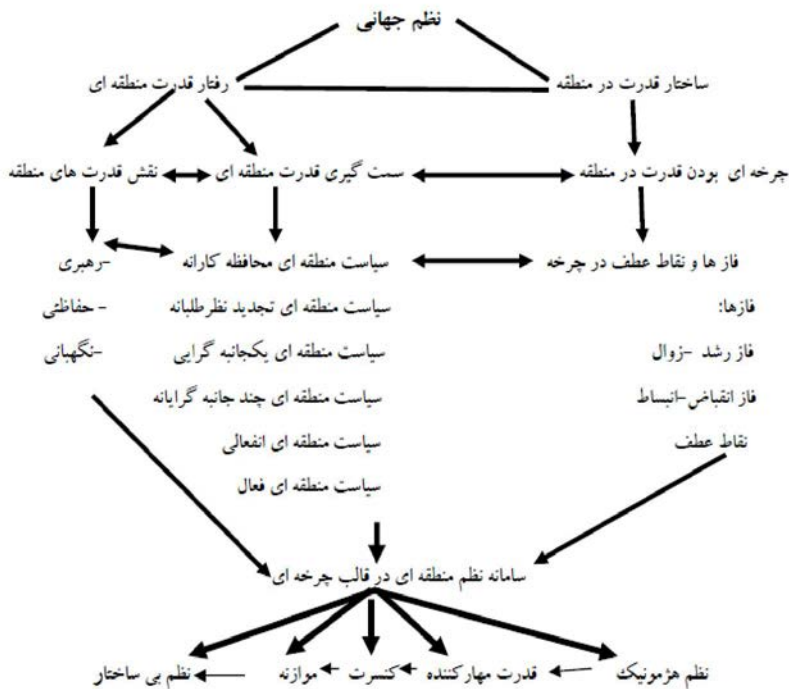 نظم جهانی
ساختار قدرت در منطقه
رفتار قدرت منطقه ای
چرخه ای بودن قدرت در منطقه
سمت گیری قدرت منطقه ای
نقش قدرت های منطقه
فاز ها و نقاط عطف در چرخه
سیاست منطقه ای محافظه کارانه
-رهبری
فازها:
سیاست منطقه ای تجدید نظرطلبانه
- حفاظتی
فاز رشد -زوال
سیاست منطقه ای یکجانبه گرایی
-نگهبانی
فاز انقباض-انبساط
سیاست منطقه ای چند جانبه گرایانه
نقاط عطف
سیاست منطقه ای انفعالی
سیاست منطقه ای فعال
سامانه نظم منطقه ای در قالب چرخه ای
نظم هژمونیک
قدرت مهارکننده
کنسرت
موازنه
نظم بی ساختار